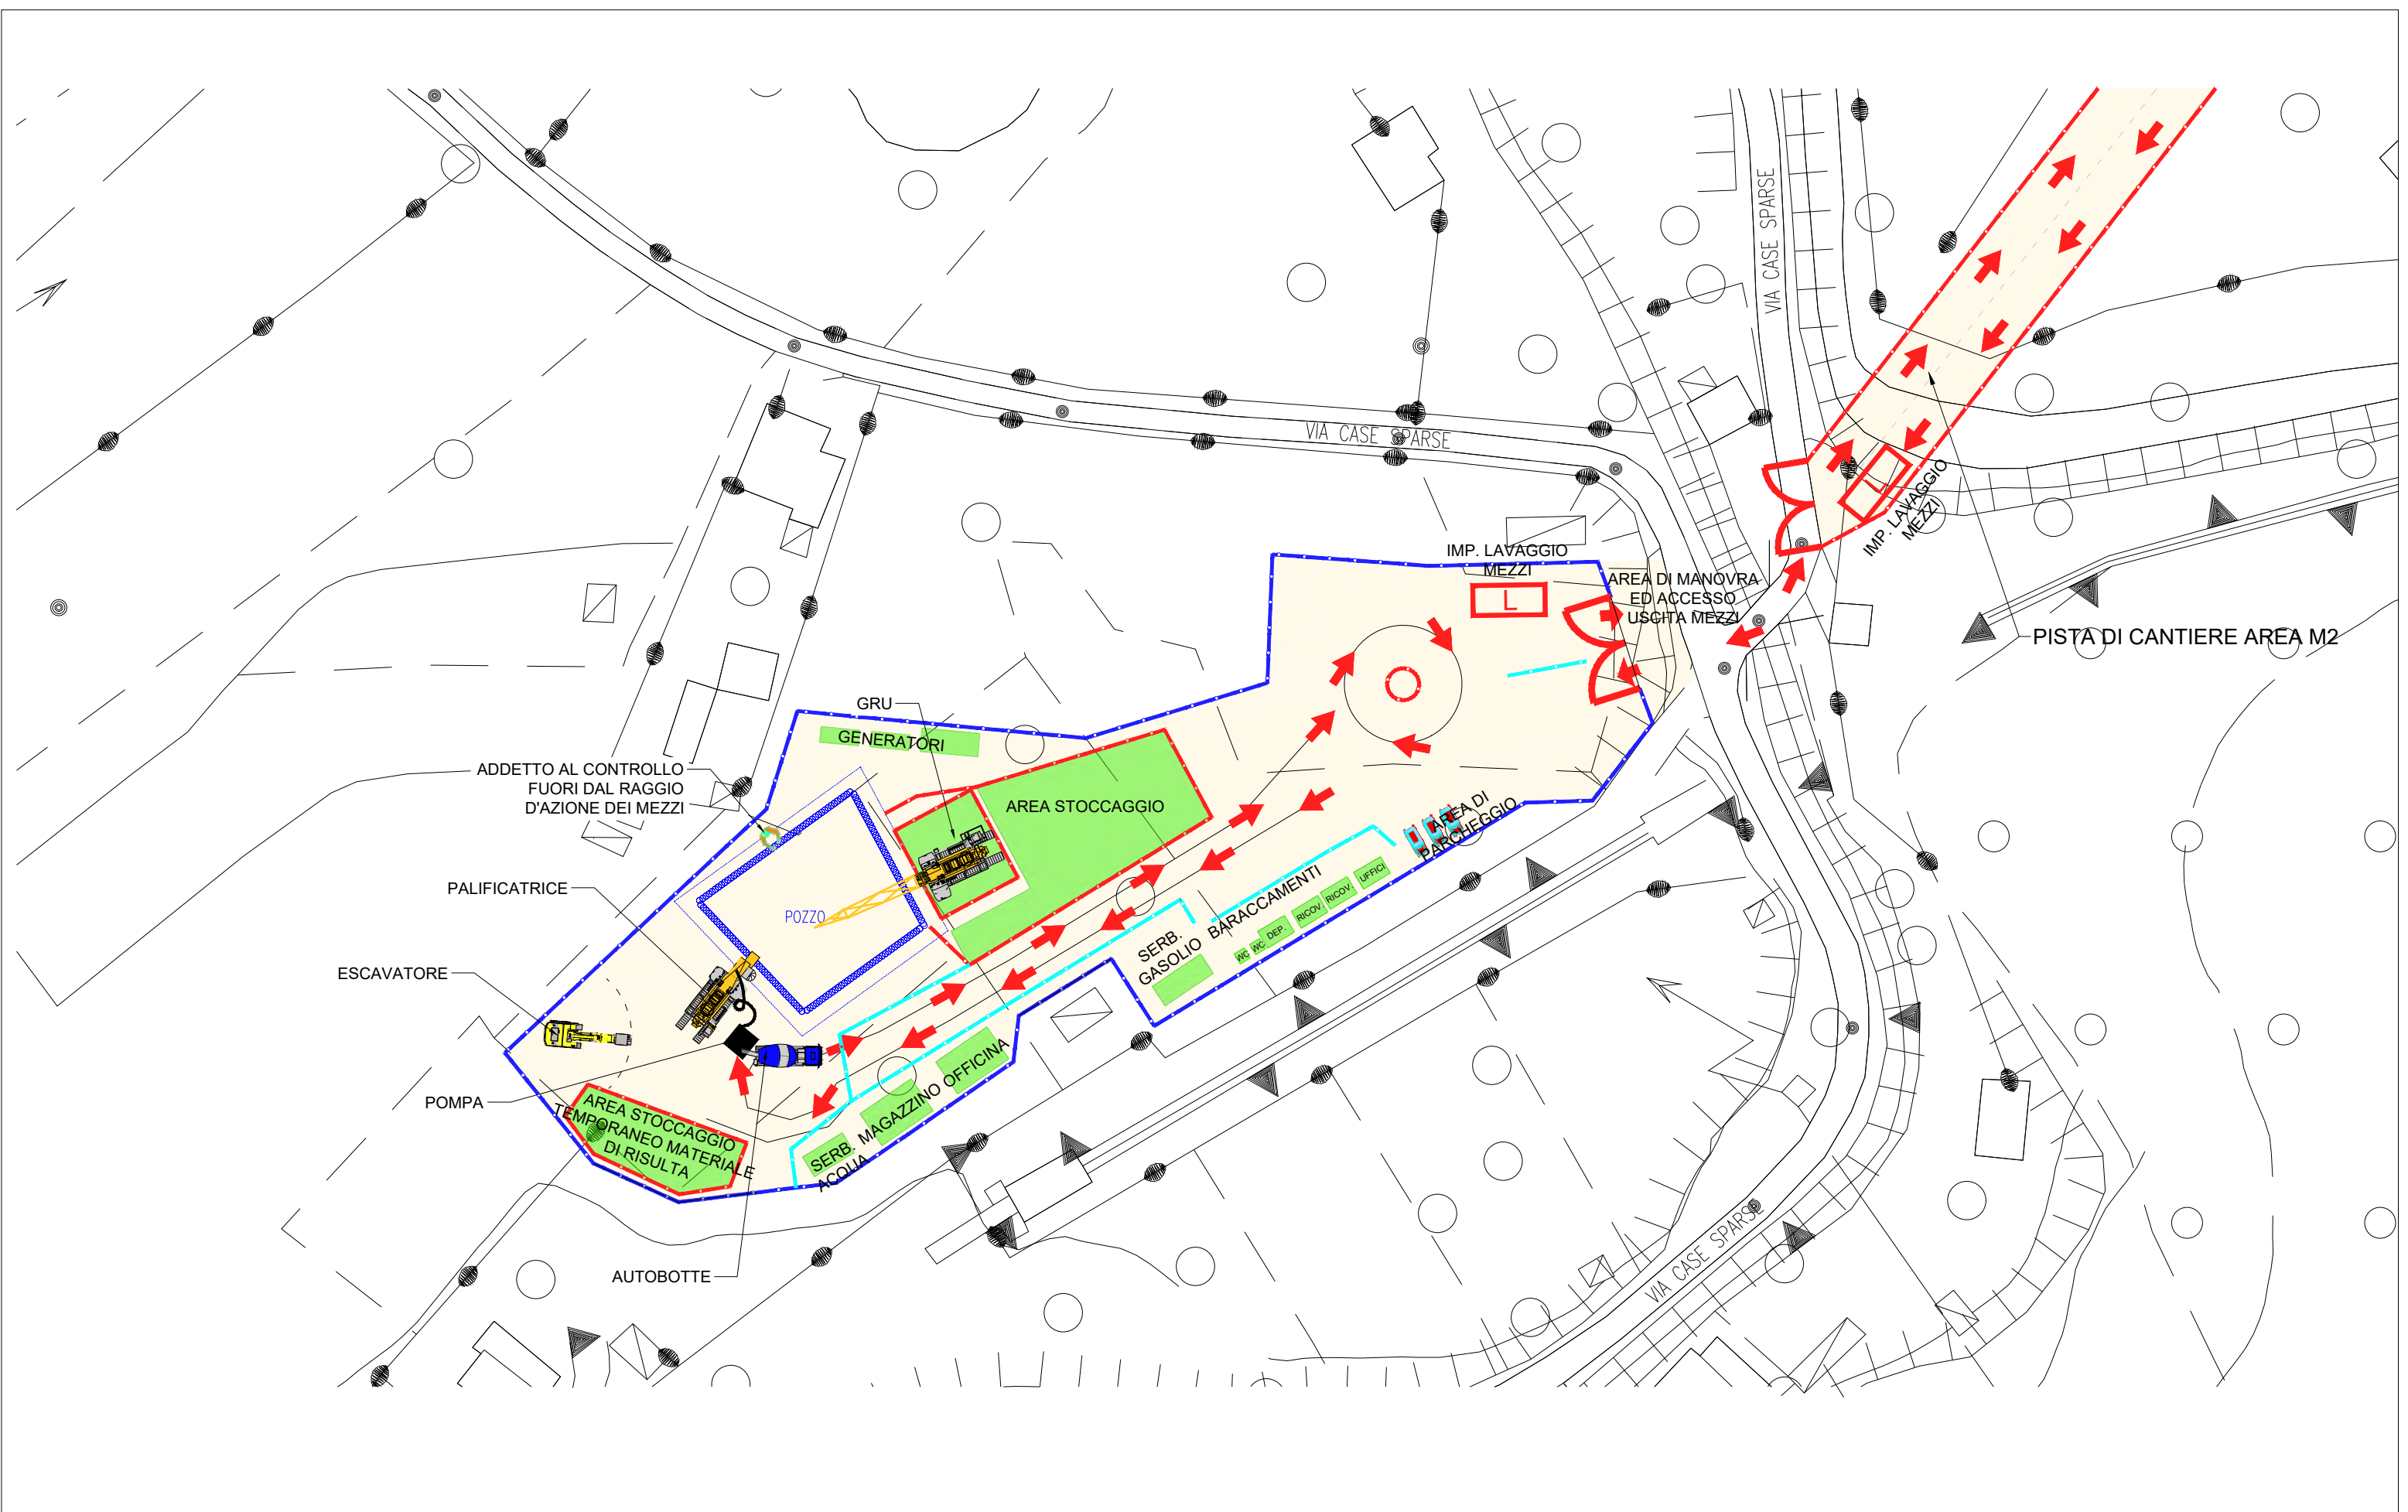 VIA CASE SPARSE
VIA CASE SPARSE
IMP. LAVAGGIO
MEZZI
L
IMP. LAVAGGIO
MEZZI
L
AREA DI MANOVRA
ED ACCESSO
USCITA MEZZI
PISTA DI CANTIERE AREA M2
GRU
GENERATORI
ADDETTO AL CONTROLLO
FUORI DAL RAGGIO
D'AZIONE DEI MEZZI
AREA STOCCAGGIO
AREA DI
PARCHEGGIO
PALIFICATRICE
POZZO
BARACCAMENTI
UFFICI
RICOV.
RICOV.
DEP.
WC
WC
SERB.
GASOLIO
ESCAVATORE
POMPA
OFFICINA
MAGAZZINO
SERB.
ACQUA
AREA STOCCAGGIO
TEMPORANEO MATERIALE
DI RISULTA
AUTOBOTTE
VIA CASE SPARSE